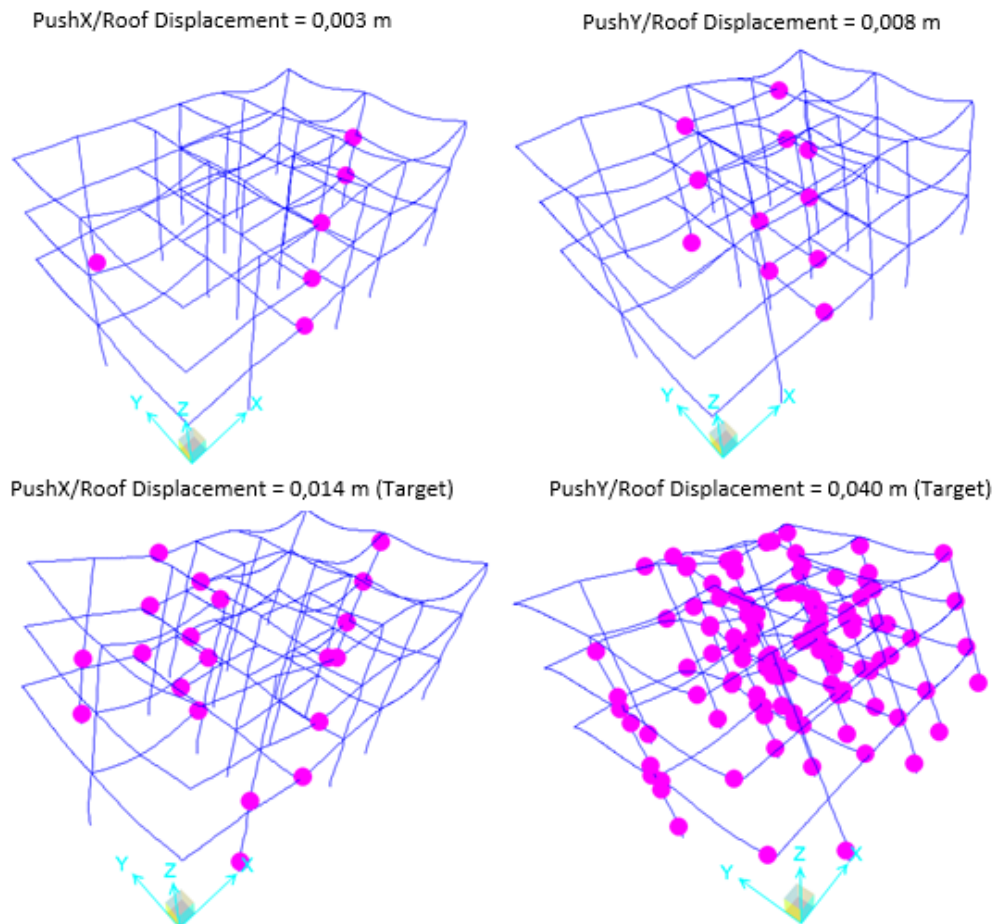 PushX/Roof Displacement = 0,003 m
PushY/Roof Displacement = 0,008 m
Y
Z
X
Y
Z
X
PushX/Roof Displacement = 0,014 m (Target)
PushY/Roof Displacement = 0,040 m (Target)
Y
Z
X
Y
Z
X